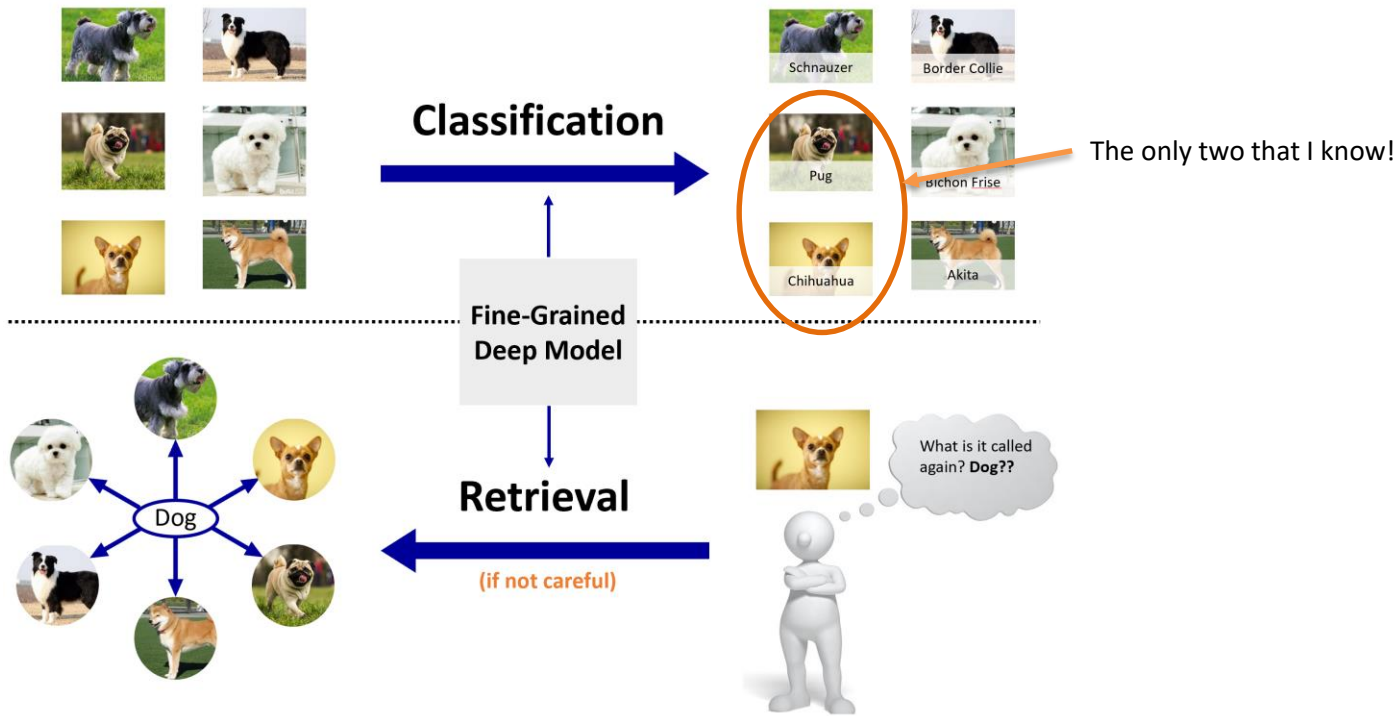 Schnauzer
Border Collie
Classification
The only two that I know!
Pug
Bichon Frise
Chihuahua
Akita
Fine-Grained
Deep Model
What is it called
again? Dog??
Retrieval
Dog
(if not careful)